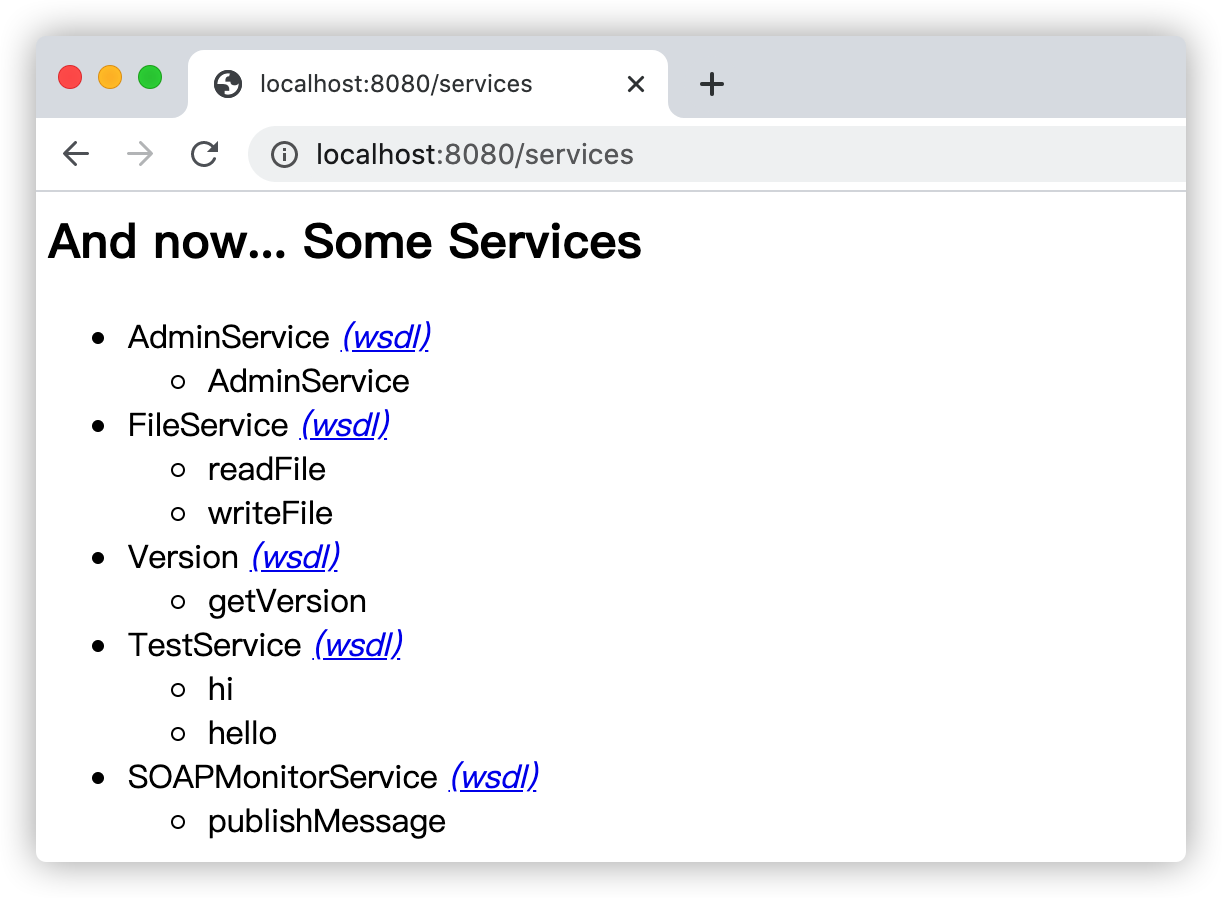 localhost:8080/services
localhost:8080/services
And now... Some Services
AdminService (wsdl)
AdminService
FileService (wsdl)
readFile
writeFile
Version (wsdl)
getVersion
TestService (wsdl)
hi
hello
SOAPMonitorService (wsdl)
publishMessage